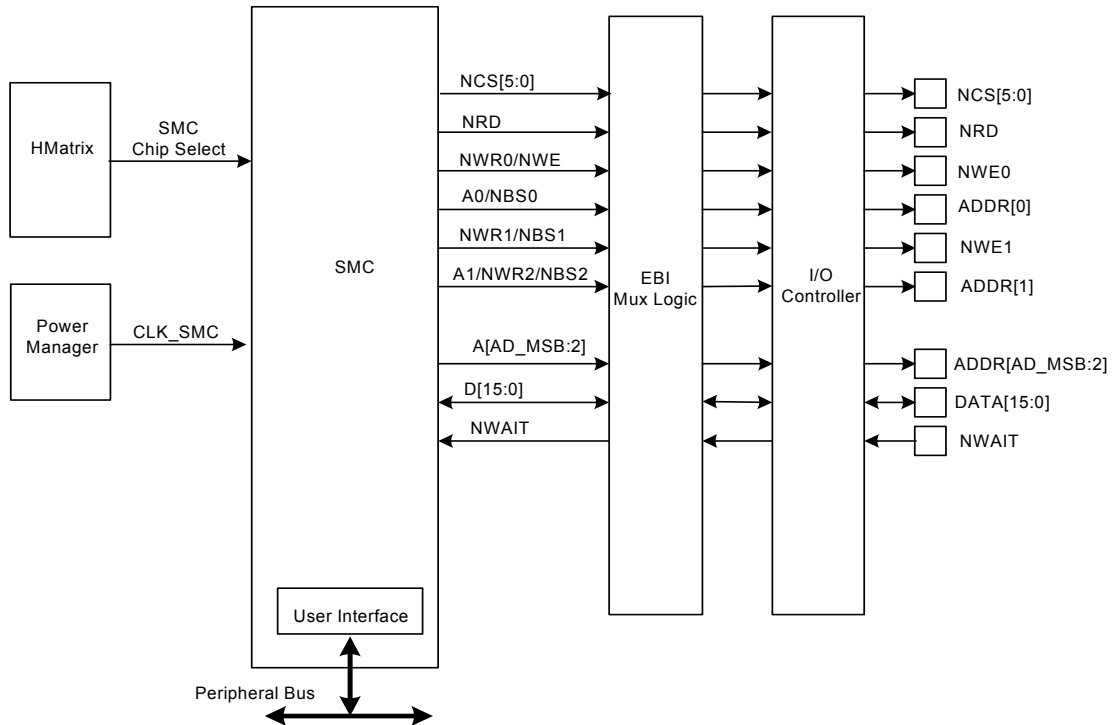 HMatrix
SMC
Chip Select
Power
Manager
CLK_SMC
SMC
User Interface
Peripheral Bus
NCS[5:0]
NRD
NWR0/NWE
A0/NBS0
NWR1/NBS1
A1/NWR2/NBS2
A[AD_MSB:2]
D[15:0]
NWAIT
EBI
Mux Logic
I/O
Controller
NCS[5:0]
NRD
NWE0
ADDR[0]
NWE1
ADDR[1]
ADDR[AD_MSB:2]
DATA[15:0]
NWAIT